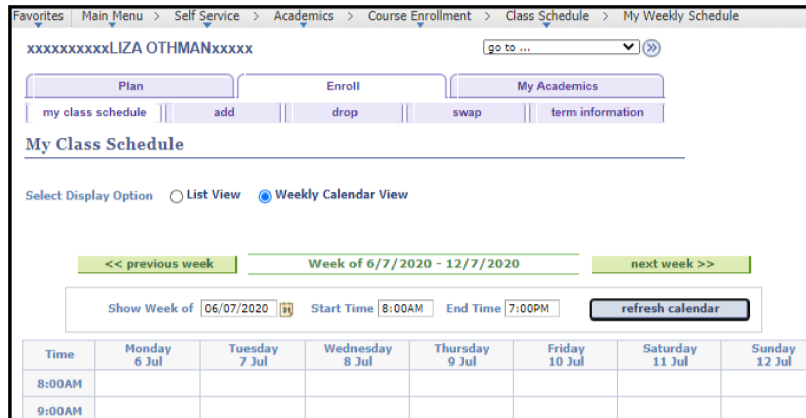 Favorites Main Menu > Self Service > Academics > Course Enrollment > Class Schedule > My Weekly Schedule
xxxxxxxxxxLIZA OTHMANxxxxx go to ...
Plan Enroll My Academics
my class schedule add drop swap term information
My Class Schedule
Select Display Option List View Weekly Calendar View
<< previous week Week of 6/7/2020 - 12/7/2020 next week >>
Show Week of 06/07/2020 31 Start Time 8:00AM End Time 7:00PM refresh calendar
Time Monday Tuesday Wednesday Thursday Friday Saturday Sunday
6 Jul 7 Jul 8 Jul 9 Jul 10 Jul 11 Jul 12 Jul
8:00AM
9:00AM